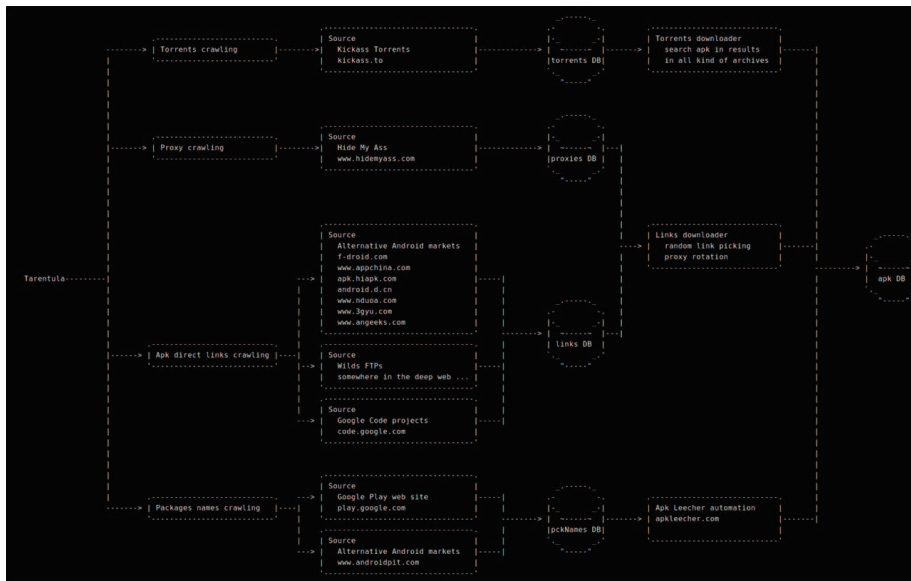 Torrents crawling
Source
Kickass Torrents
kickass.to
torrents DB
Torrents downloader
search apk in results
in all kind of archives
Proxy crawling
Source
Hide My Ass
www.hidemyass.com
proxies DB
Source
Alternative Android markets
f-droid.com
www.appchina.com
apk.hiapk.com
android.d.cn
www.nduoa.com
www.3gyu.com
www.angeeks.com
Links downloader
random link picking
proxy rotation
Tarentula
apk DB
links DB
Apk direct links crawling
Source
Wilds FTPs
somewhere in the deep web ...
Source
Google Code projects
code.google.com
Packages names crawling
Source
Google Play web site
play.google.com
pckNames DB
Apk Leecher automation
apkleecher.com
Source
Alternative Android markets
www.androidpit.com